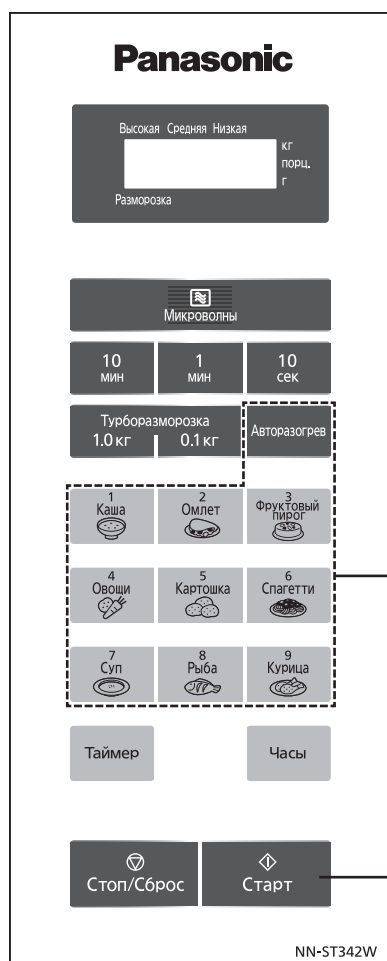 Panasonic
Высокая Средняя Низкая
кг
порц.
г
Разморозка
Микроволны
10 мин
1 мин
10 сек
Турборазморозка
1.0 кг 0.1 кг
Авторазогрев
1 Каша
2 Омлет
3 Фруктовый пирог
4 Овощи
5 Картошка
6 Спагетти
7 Суп
8 Рыба
9 Курица
Таймер
Часы
Стоп/Сброс
Старт
NN-ST342W